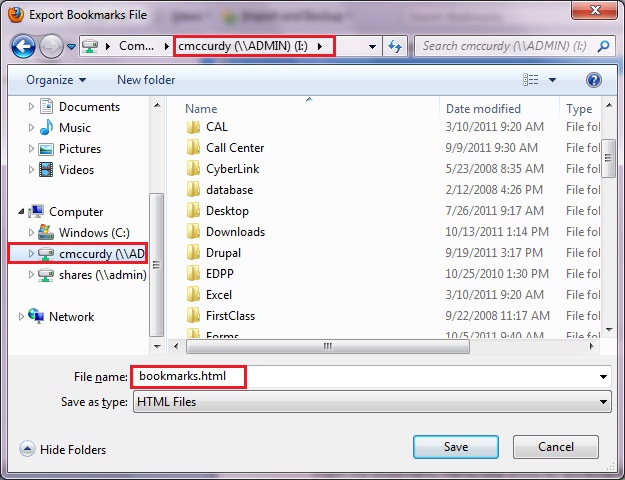 Export Bookmarks File
Com... cmccurdy (\\ADMIN) (I:) Search cmccurdy (\\ADMIN) (I:)
Organize New folder
Documents
Music
Pictures
Videos
Computer
Windows (C:)
cmccurdy (\\AD
shares (\\admin)
Network
Name Date modified Type
CAL 3/10/2011 9:20 AM File fol
Call Center 9/9/2011 9:30 AM File fol
CyberLink 5/23/2008 8:35 AM File fol
database 2/12/2008 4:26 PM File fol
Desktop 7/26/2011 9:17 AM File fol
Downloads 10/13/2011 1:14 PM File fol
Drupal 9/19/2011 3:17 PM File fol
EDPP 10/25/2010 1:30 PM File fol
Excel 3/10/2011 9:20 AM File fol
FirstClass 9/22/2008 11:17 AM File fol
Forms 10/5/2011 9:40 AM File fol
File name: bookmarks.html
Save as type: HTML Files
Hide Folders Save Cancel